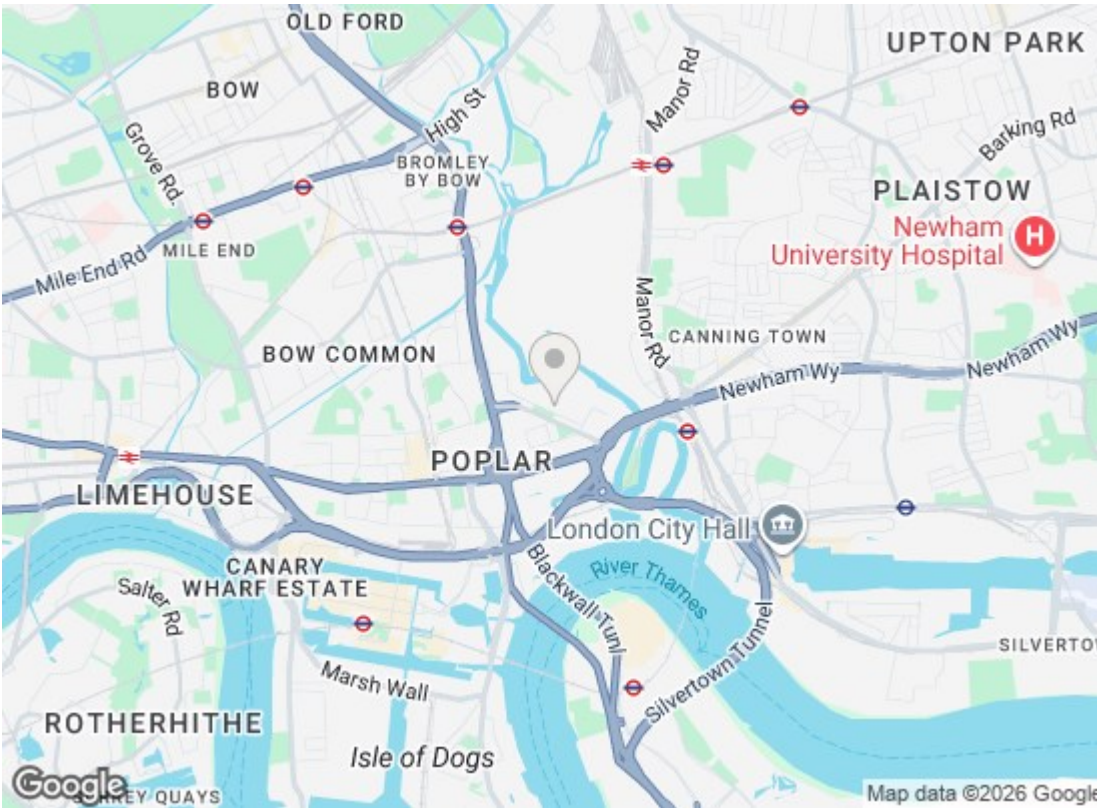 OLD FORD
UPTON PARK
BOW
High St
Manor Rd
Barking Rd
Grove Rd.
BROMLEY
BY BOW
PLAISTOW
Newham
University Hospital
H
MILE END
Mile End Rd
Manor Rd
CANNING TOWN
BOW COMMON
Newham Wy
Newham Wy
POPLAR
LIMEHOUSE
London City Hall
CANARY
WHARF ESTATE
River Thames
Salter Rd
Blackwall Tunl
Silvertown Tunnel
SILVERTOW
Marsh Wall
ROTHERHITHE
Isle of Dogs
Google
REY QUAYS
Map data ©2026 Google